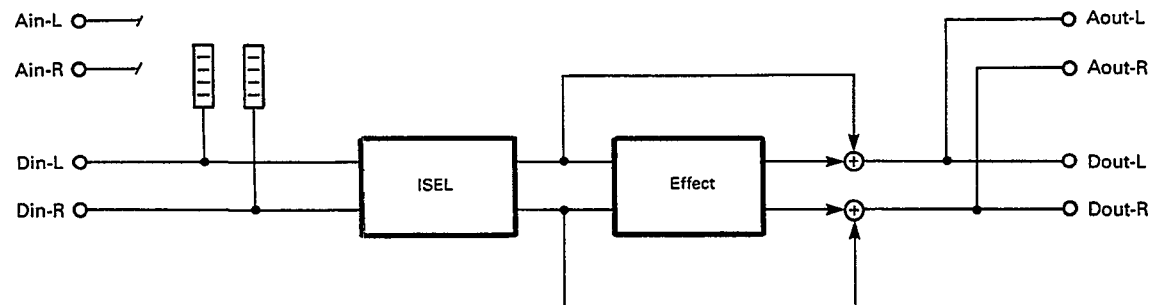 Ain-L
Aout-L
Ain-R
Aout-R
Din-L
ISEL
Effect
Dout-L
Din-R
Dout-R